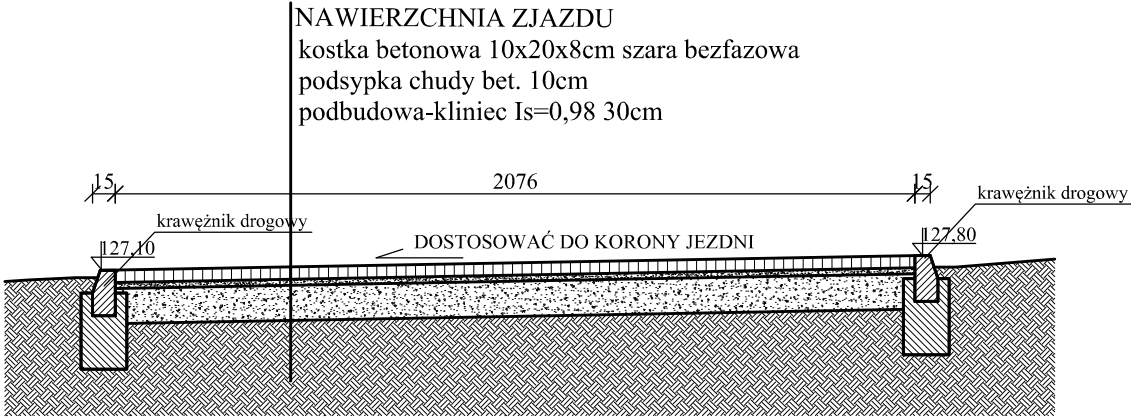 NAWIERZCHNIA ZJAZDU
kostka betonowa 10x20x8cm szara bezfazowa
podsypka chudy bet. 10cm
podbudowa-kliniec Is=0,98 30cm
15
2076
15
krawężnik drogowy
krawężnik drogowy
127,10
DOSTOSOWAĆ DO KORONY JEZDNI
127,80